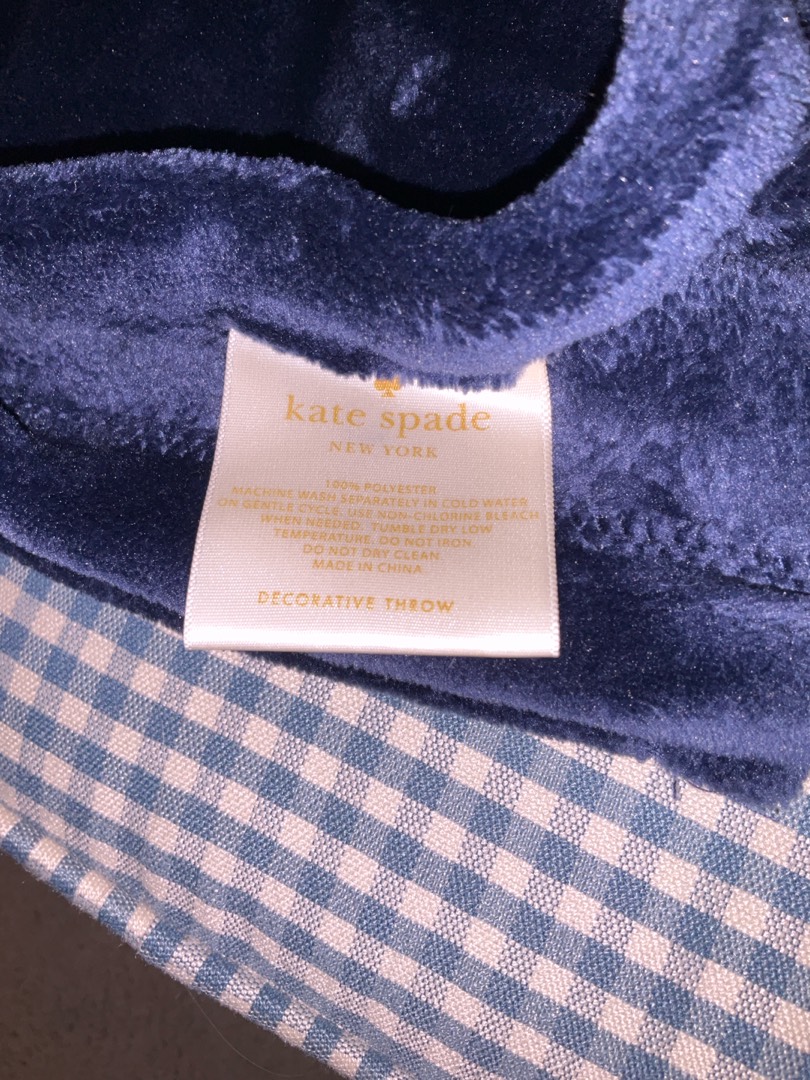 kate spade
NEW YORK
100% POLYESTER
MACHINE WASH SEPARATELY IN COLD WATER
ON GENTLE CYCLE. USE NON-CHLORINE BLEACH
WHEN NEEDED. TUMBLE DRY LOW
TEMPERATURE. DO NOT IRON.
DO NOT DRY CLEAN.
MADE IN CHINA
DECORATIVE THROW